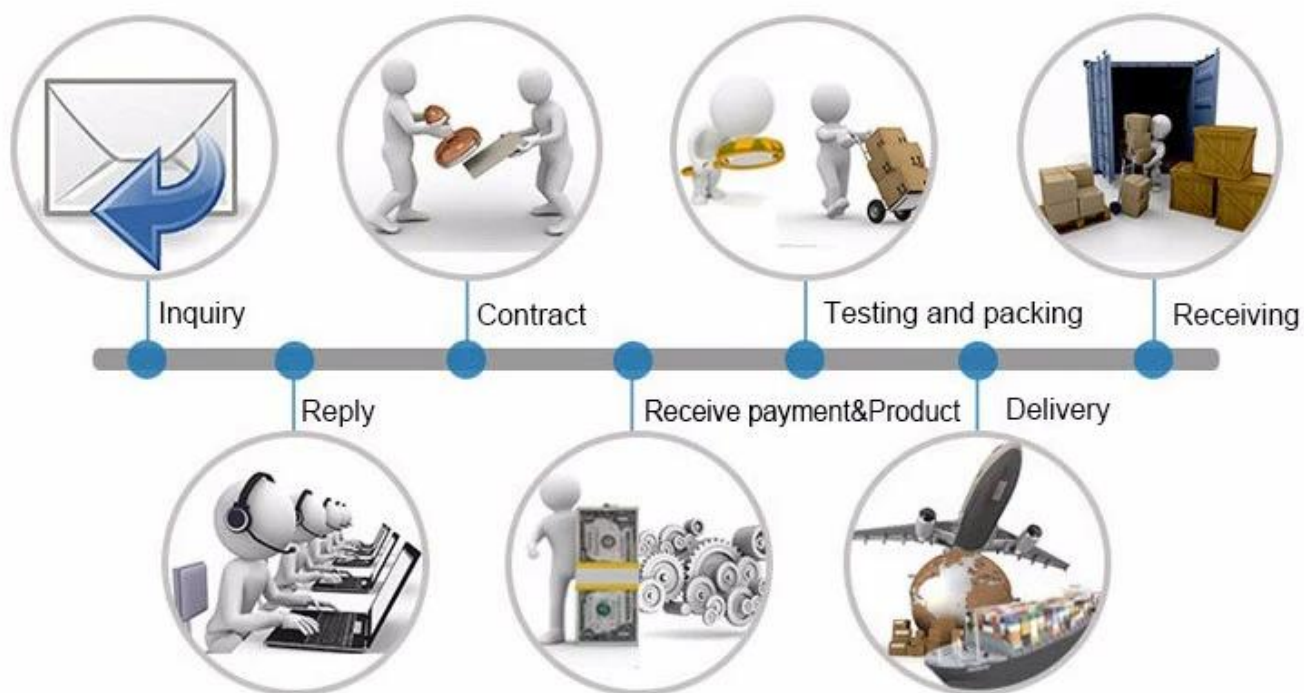 Inquiry
Contract
Testing and packing
Receiving
Reply
Receive payment&Product
Delivery